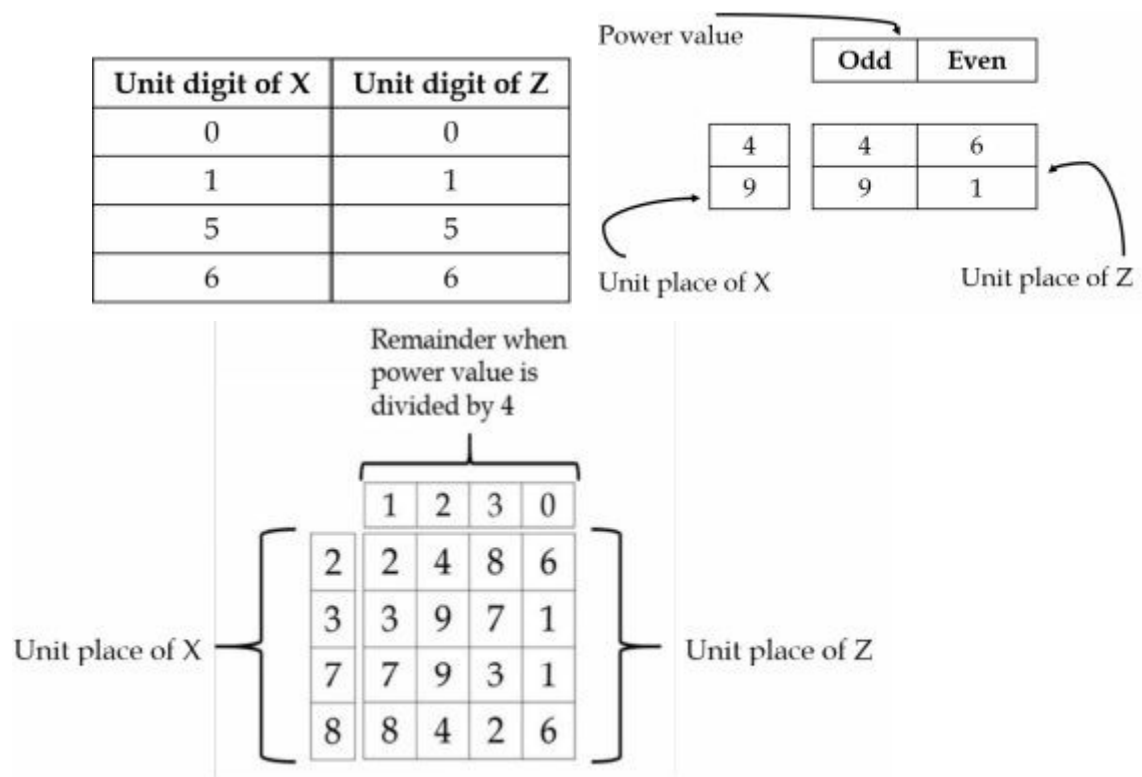 Unit digit of X Unit digit of Z
0 0
1 1
5 5
6 6
Power value
Odd Even
4 4 6
9 9 1
Unit place of X
Unit place of Z
Remainder when
power value is
divided by 4
1 2 3 0
2 2 4 8 6
3 3 9 7 1
7 7 9 3 1
8 8 4 2 6
Unit place of X
Unit place of Z